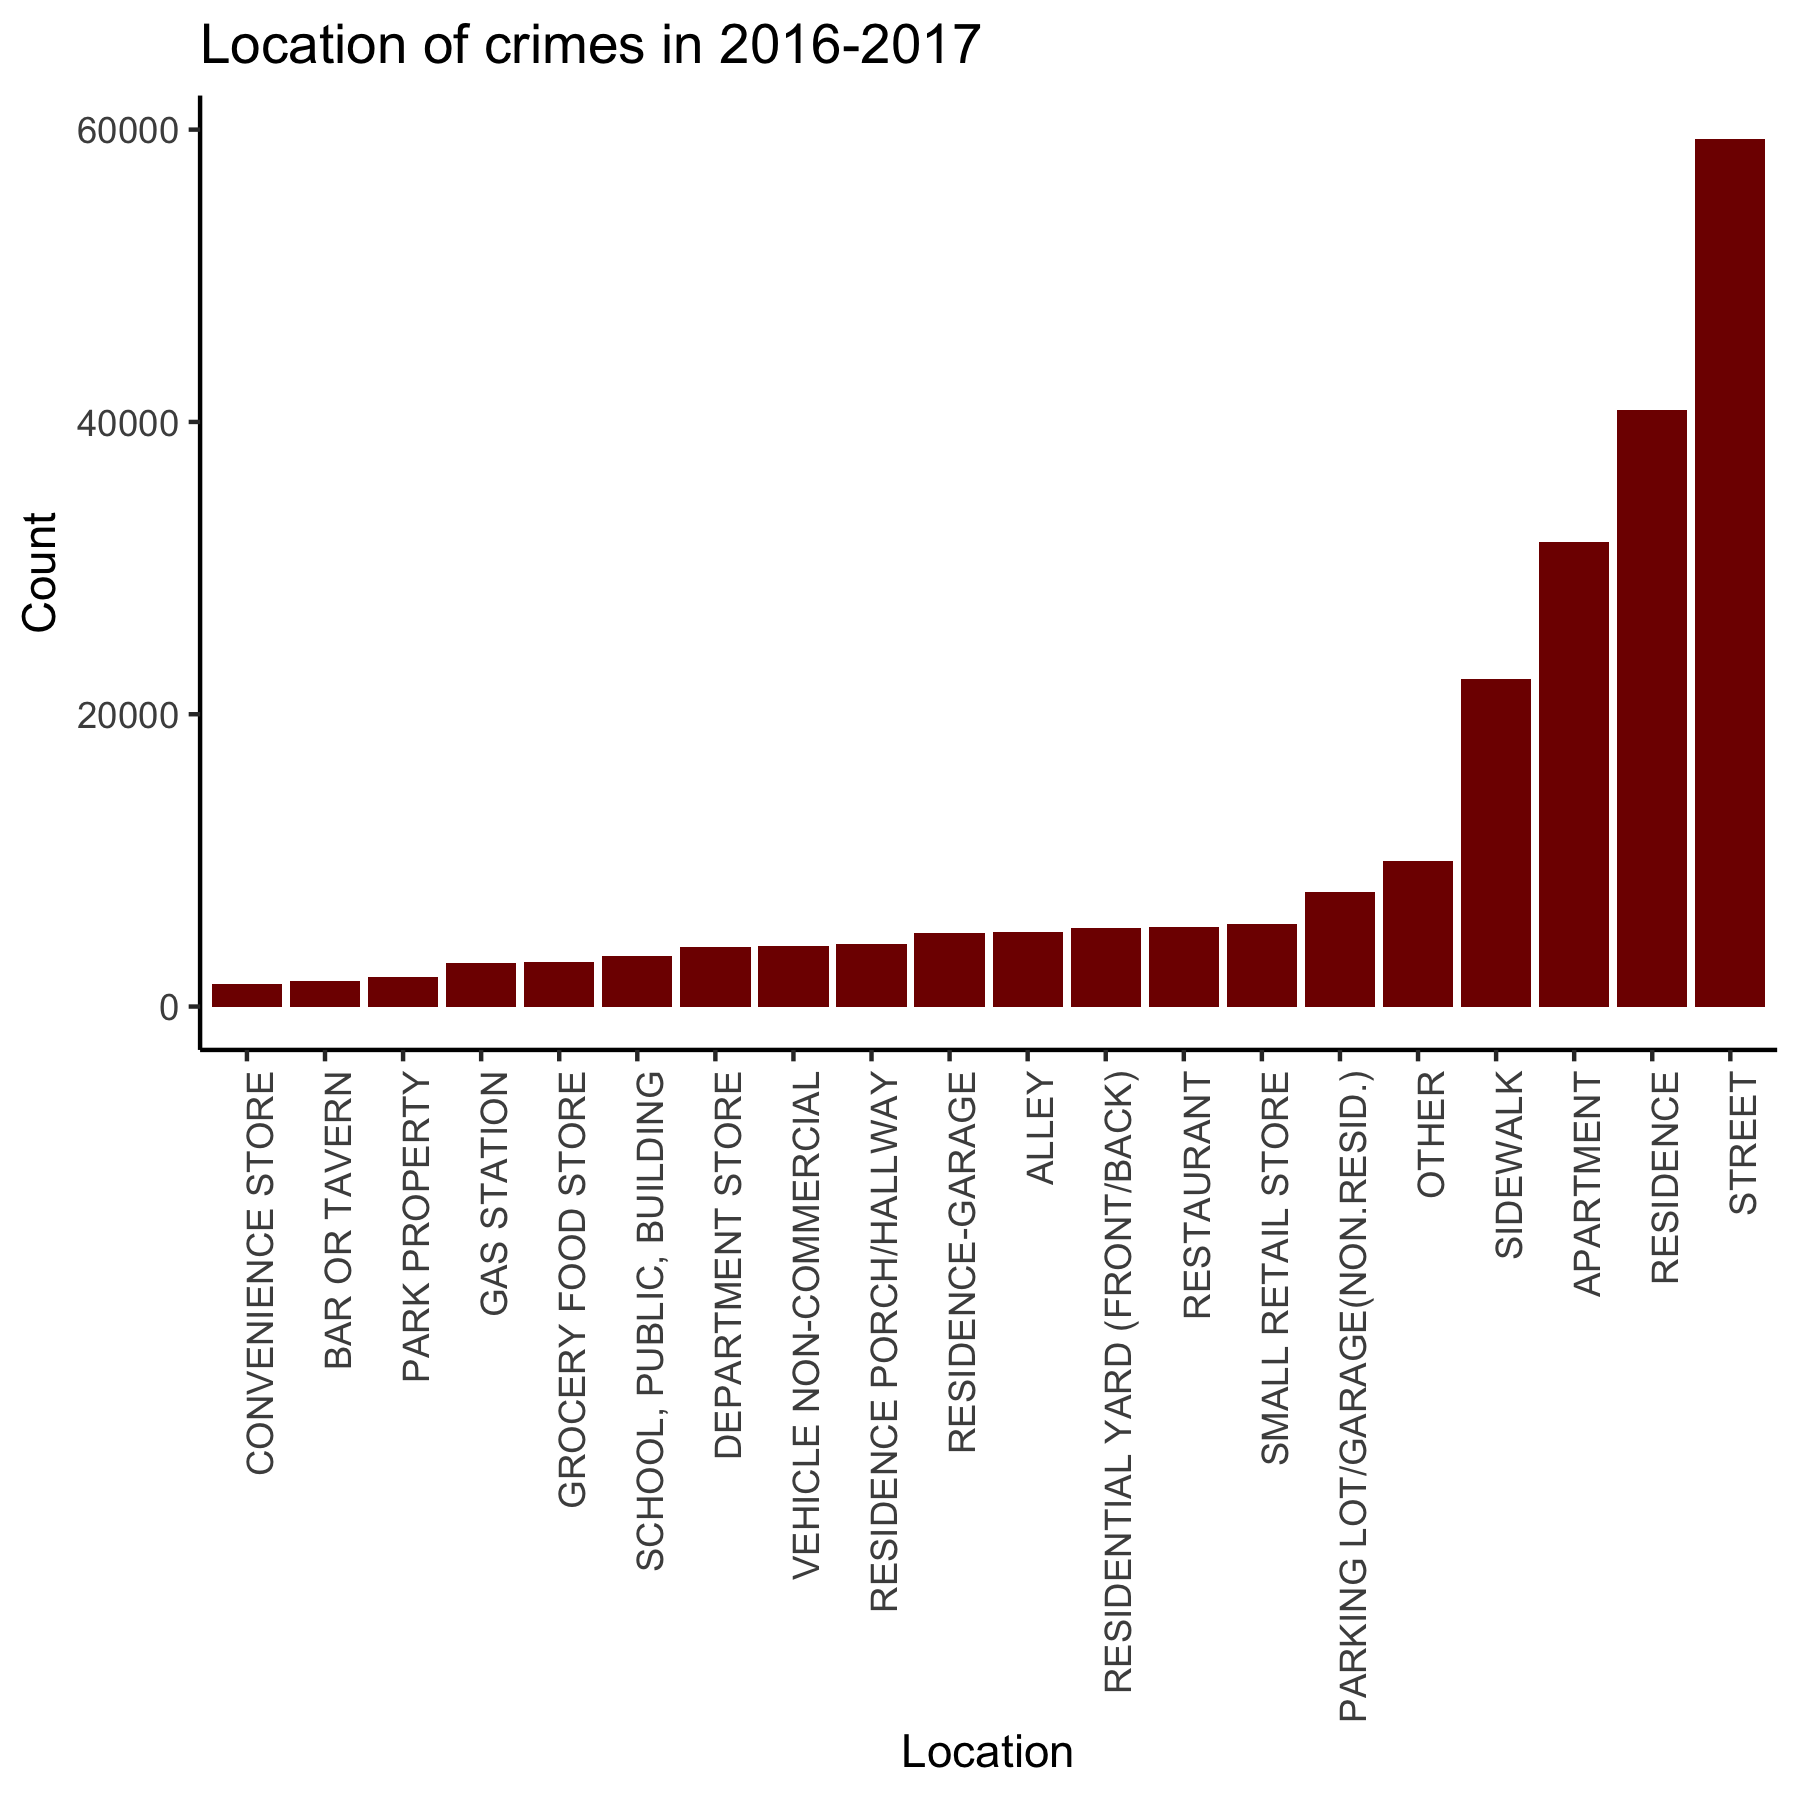 Location of crimes in 2016-2017
60000
40000
20000
0
Count
CONVENIENCE STORE
BAR OR TAVERN
PARK PROPERTY
GAS STATION
GROCERY FOOD STORE
SCHOOL, PUBLIC, BUILDING
DEPARTMENT STORE
VEHICLE NON-COMMERCIAL
RESIDENCE PORCH/HALLWAY
RESIDENCE-GARAGE
ALLEY
RESIDENTIAL YARD (FRONT/BACK)
RESTAURANT
SMALL RETAIL STORE
PARKING LOT/GARAGE(NON.RESID.)
OTHER
SIDEWALK
APARTMENT
RESIDENCE
STREET
Location